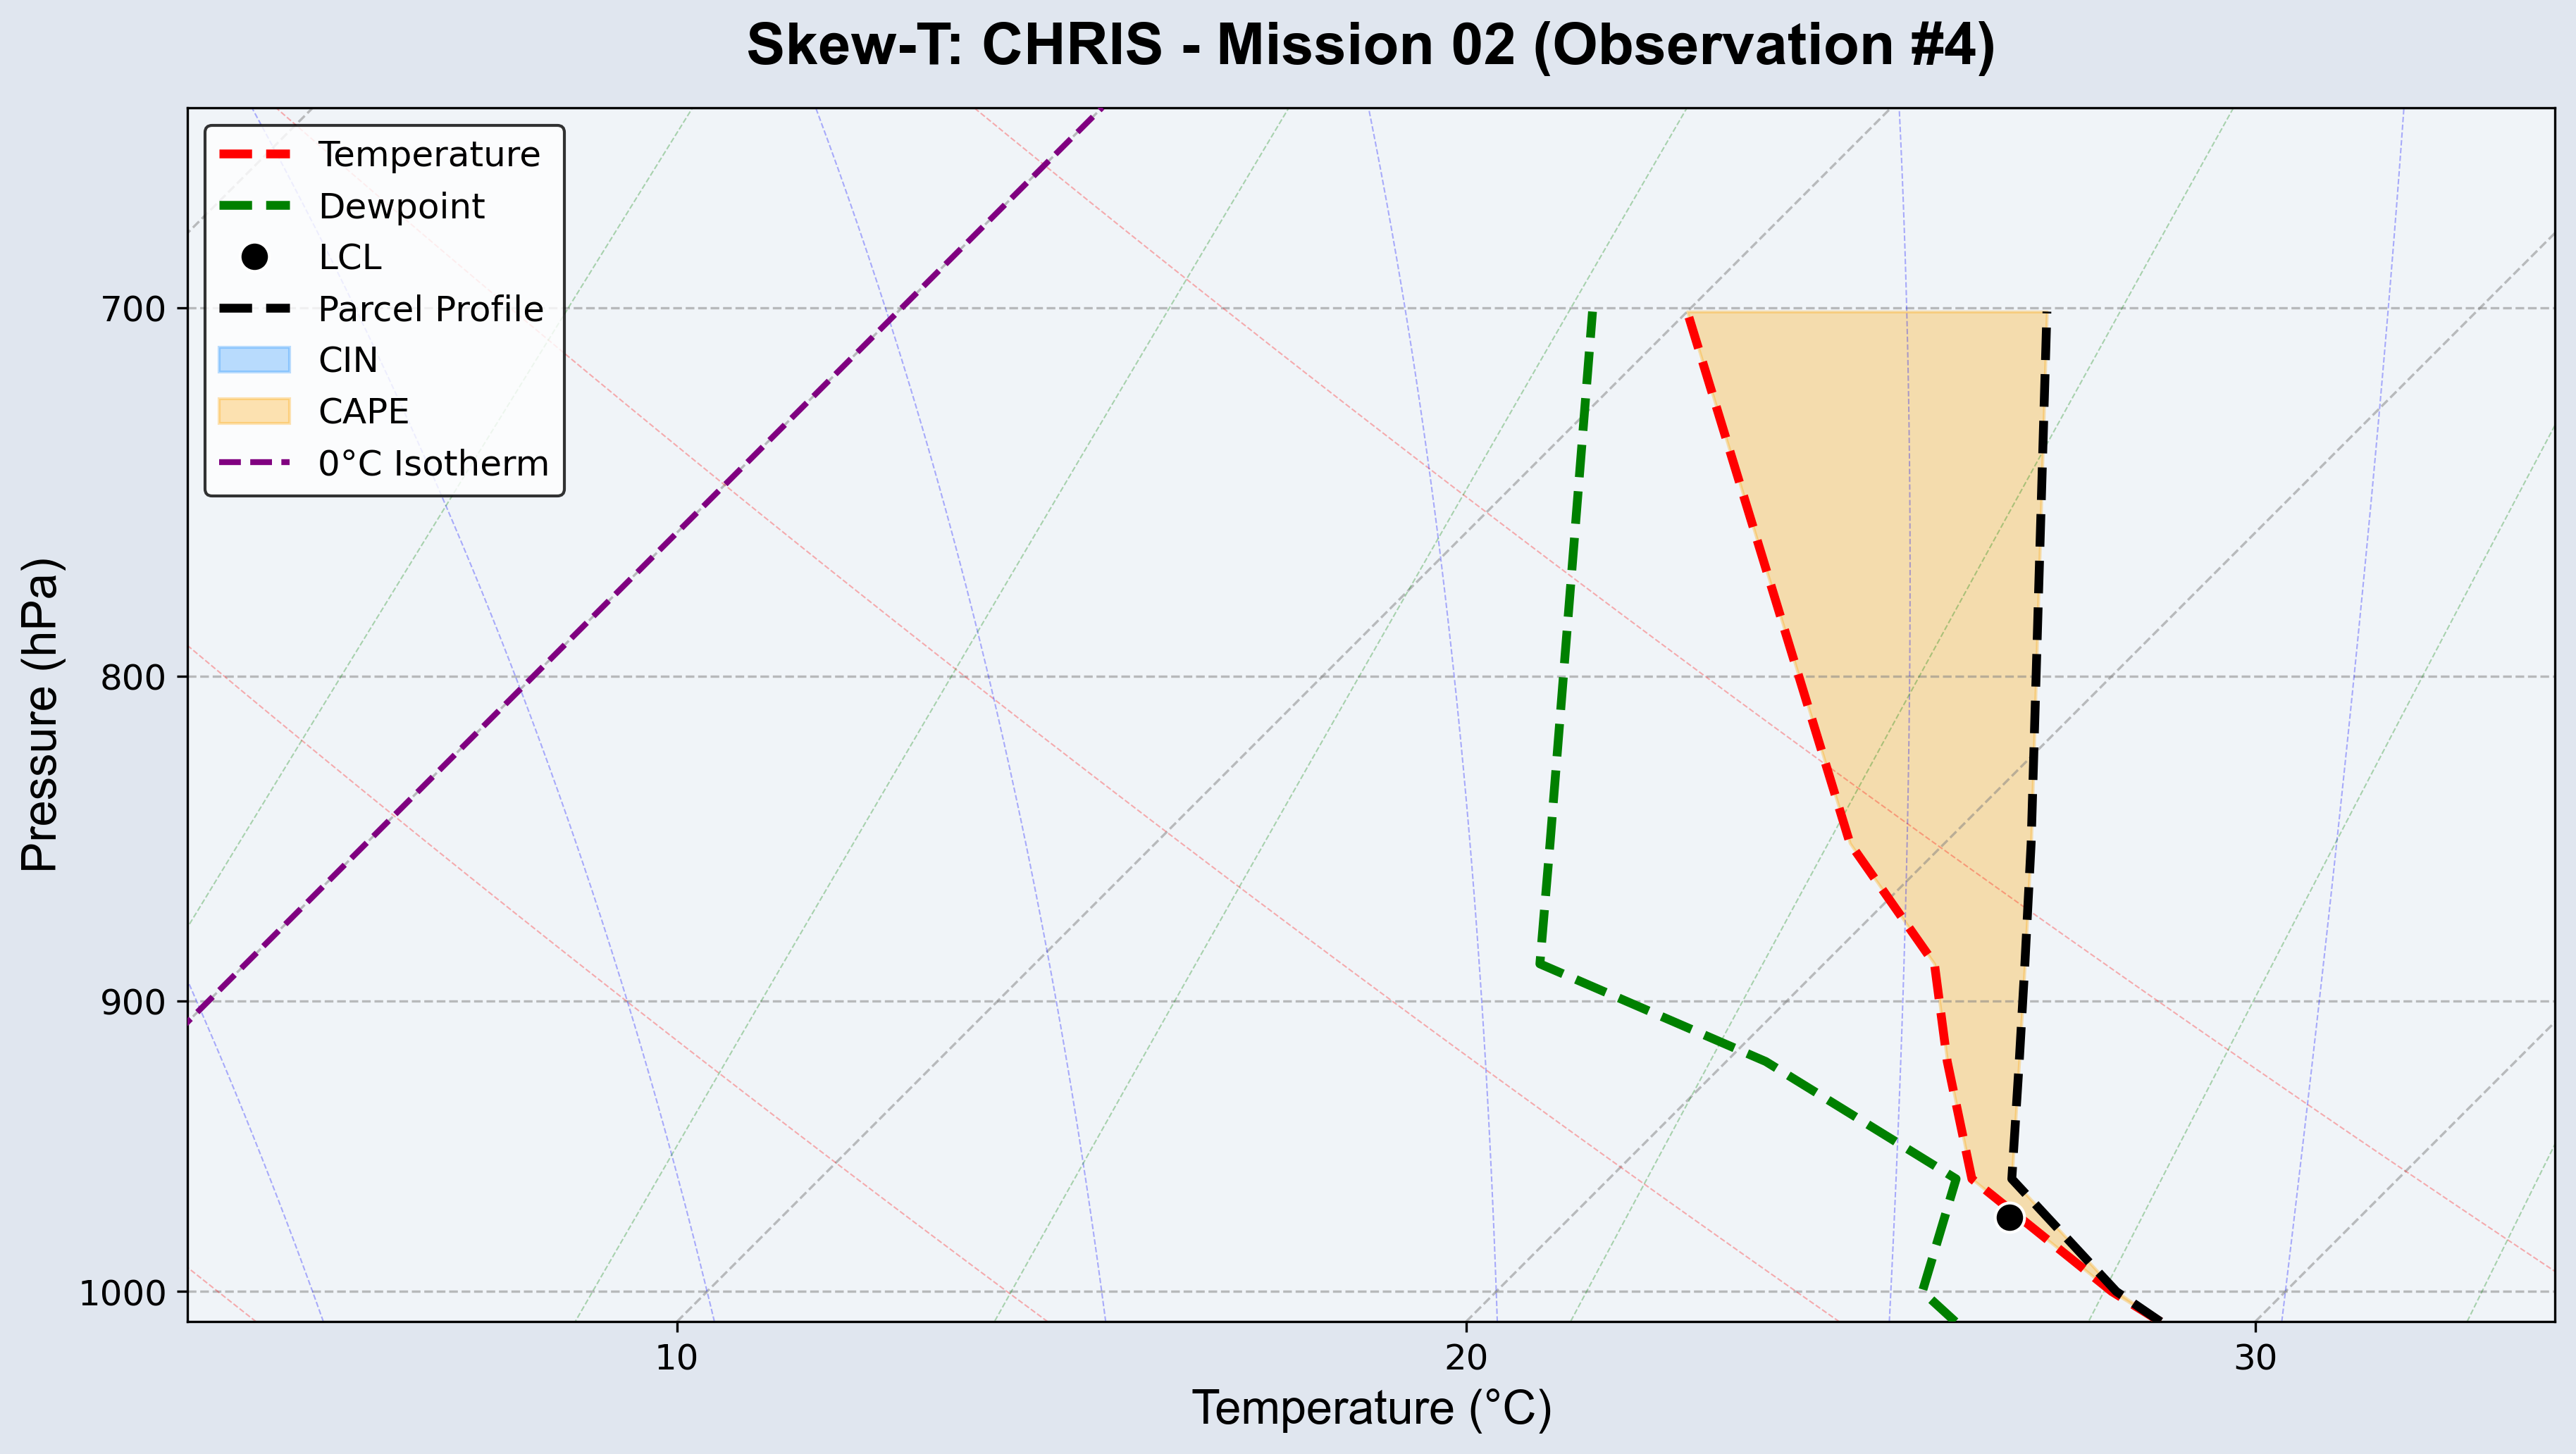 Skew-T: CHRIS - Mission 02 (Observation #4)
Temperature
Dewpoint
LCL
Parcel Profile
CIN
CAPE
0°C Isotherm
Pressure (hPa)
700
800
900
1000
10 20 30
Temperature (°C)